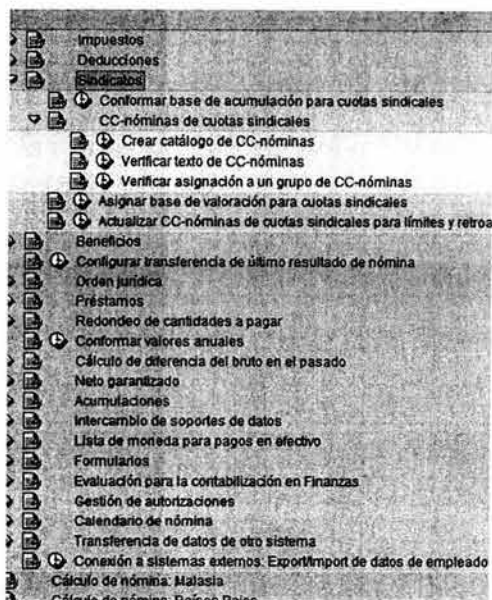 Impuestos
Deducciones
Sindicatos
Conformar base de acumulación para cuotas sindicales
CC-nóminas de cuotas sindicales
Crear catálogo de CC-nóminas
Verificar texto de CC-nóminas
Verificar asignación a un grupo de CC-nóminas
Asignar base de valoración para cuotas sindicales
Actualizar CC-nóminas de cuotas sindicales para límites y retroa
Beneficios
Configurar transferencia de último resultado de nómina
Orden jurídica
Préstamos
Redondeo de cantidades a pagar
Conformar valores anuales
Cálculo de diferencia del bruto en el pasado
Neto garantizado
Acumulaciones
Intercambio de soportes de datos
Lista de moneda para pagos en efectivo
Formularios
Evaluación para la contabilización en Finanzas
Gestión de autorizaciones
Calendario de nómina
Transferencia de datos de otro sistema
Conexión a sistemas externos: Export/Import de datos de empleado
Cálculo de nómina: Malasia
Cálculo de nómina: Países Bajos